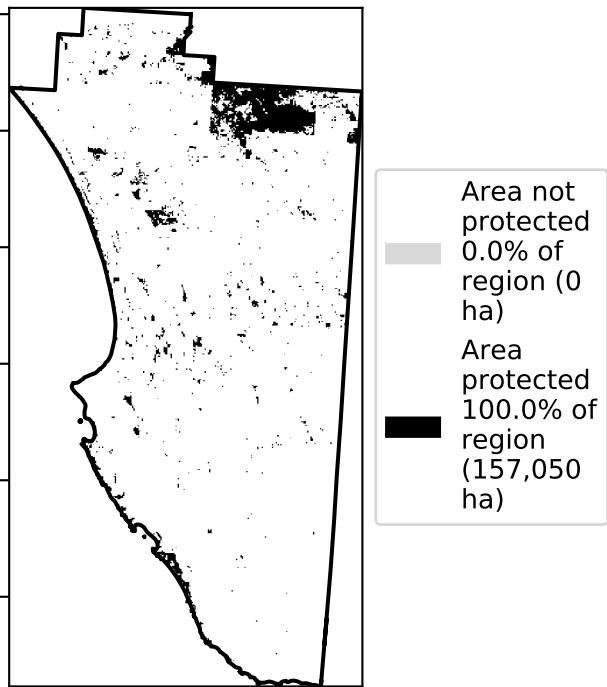 Area not
protected
0.0% of
region (0
ha)
Area
protected
100.0% of
region
(157,050
ha)